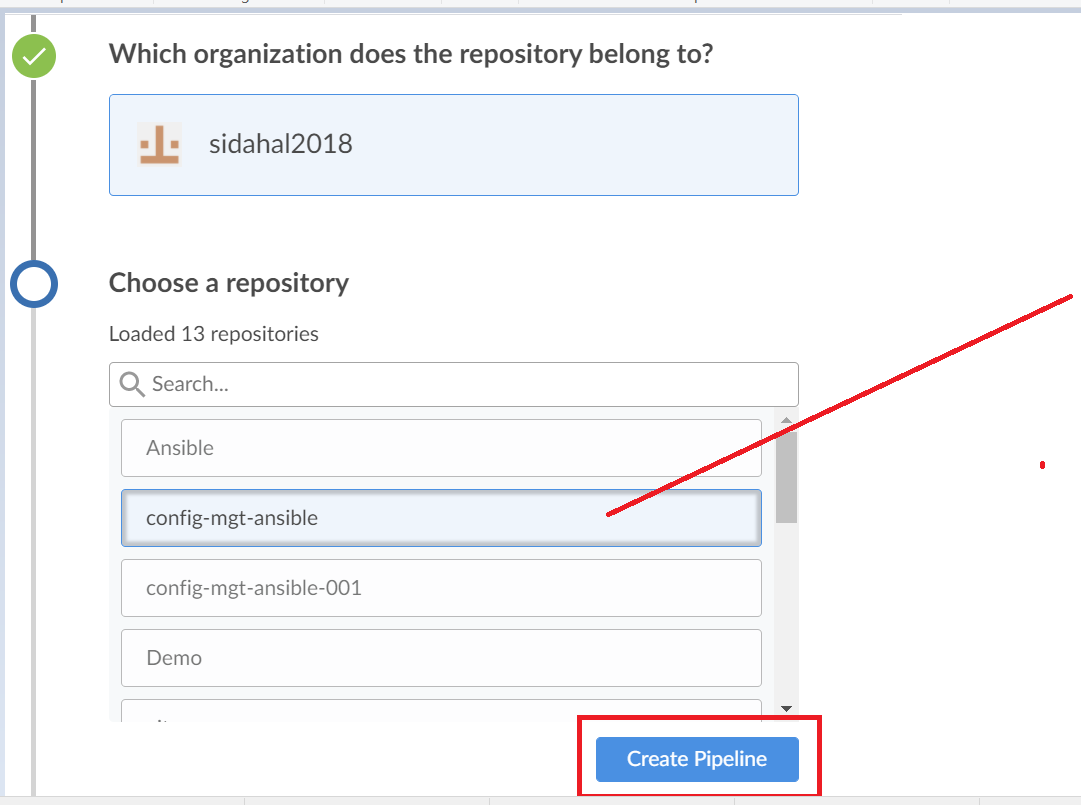 Which organization does the repository belong to?
sidahal2018
Choose a repository
Loaded 13 repositories
Search...
Ansible
config-mgt-ansible
config-mgt-ansible-001
Demo
Create Pipeline